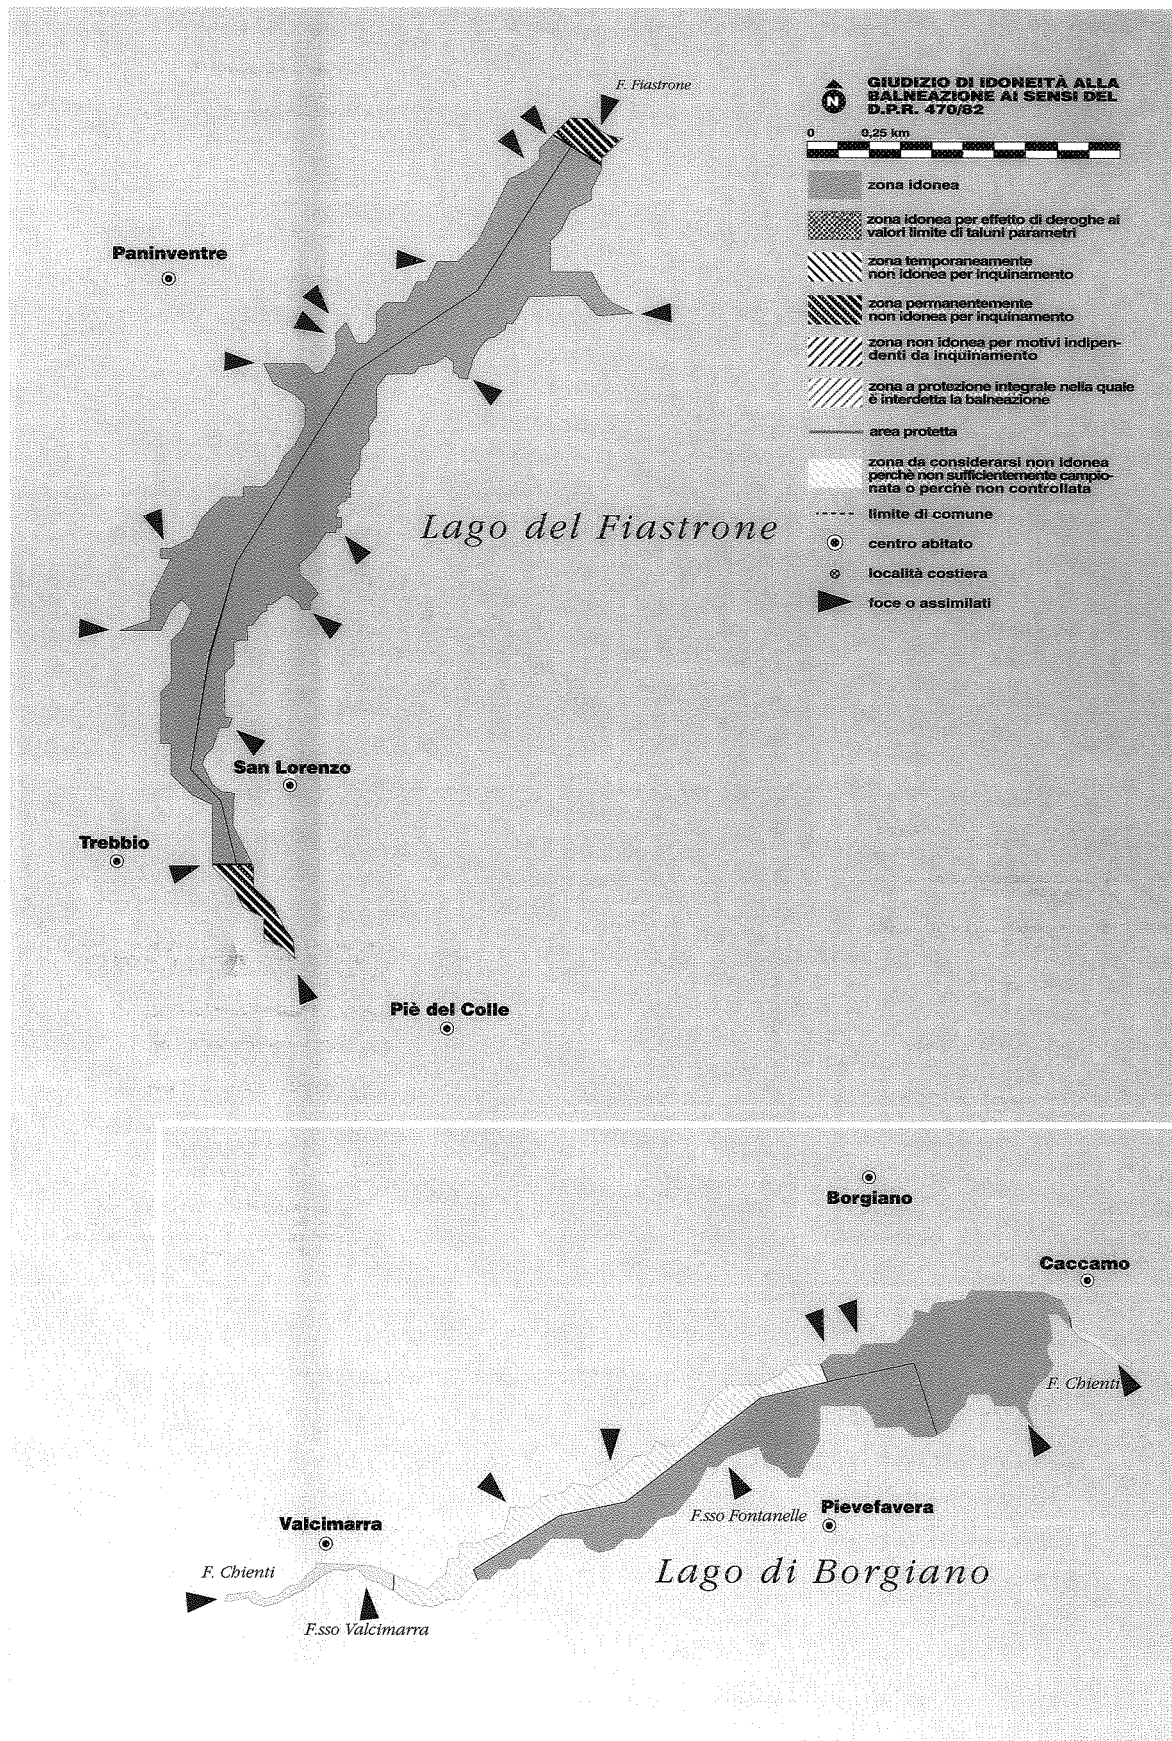 F. Fiastrone
N
GIUDIZIO DI IDONEITÀ ALLA
BALNEAZIONE AI SENSI DEL
D.P.R. 470/82
0 0,25 km
zona idonea
zona idonea per effetto di deroghe ai
valori limite di taluni parametri
zona temporaneamente
non idonea per inquinamento
zona permanentemente
non idonea per inquinamento
zona non idonea per motivi indipen-
denti da inquinamento
zona a protezione integrale nella quale
è interdetta la balneazione
area protetta
zona da considerarsi non idonea
perchè non sufficientemente campio-
nata o perchè non controllata
limite di comune
centro abitato
località costiera
foce o assimilati
Paninventre
Lago del Fiastrone
San Lorenzo
Trebbio
Piè del Colle
Borgiano
Caccamo
F. Chienti
F.sso Fontanelle
Pievefavera
Valcimarra
Lago di Borgiano
F. Chienti
F.sso Valcimarra